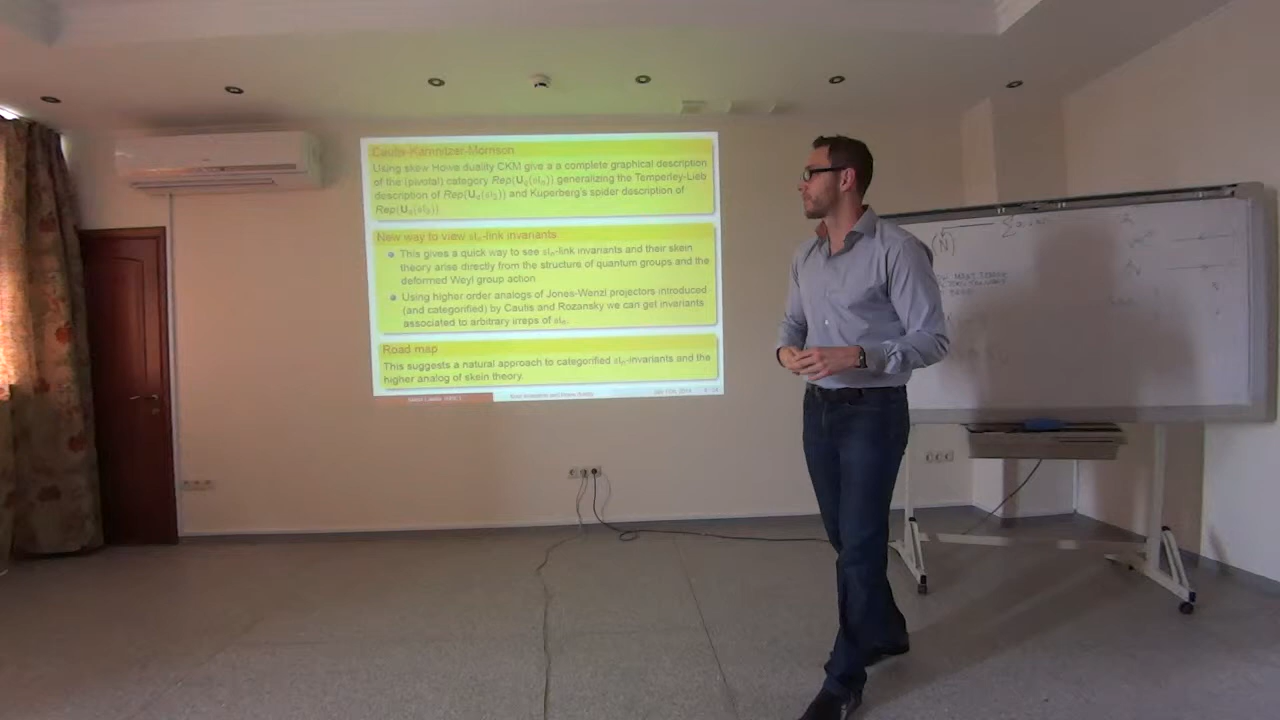 Cautis-Kamnitzer-Morrison
Using skew Howe duality CKM give a a complete graphical description
of the (pivotal) category Rep(U_q(sl_n)) generalizing the Temperley-Lieb
description of Rep(U_q(sl_2)) and Kuperberg's spider description of
Rep(U_q(sl_3))
New way to view sl_n-link invariants
This gives a quick way to see sl_n-link invariants and their skein
theory arise directly from the structure of quantum groups and the
deformed Weyl group action
Using higher order analogs of Jones-Wenzl projectors introduced
(and categorified) by Cautis and Rozansky we can get invariants
associated to arbitrary irreps of sl_n.
Road map
This suggests a natural approach to categorified sl_n-invariants and the
higher analog of skein theory.
(N)